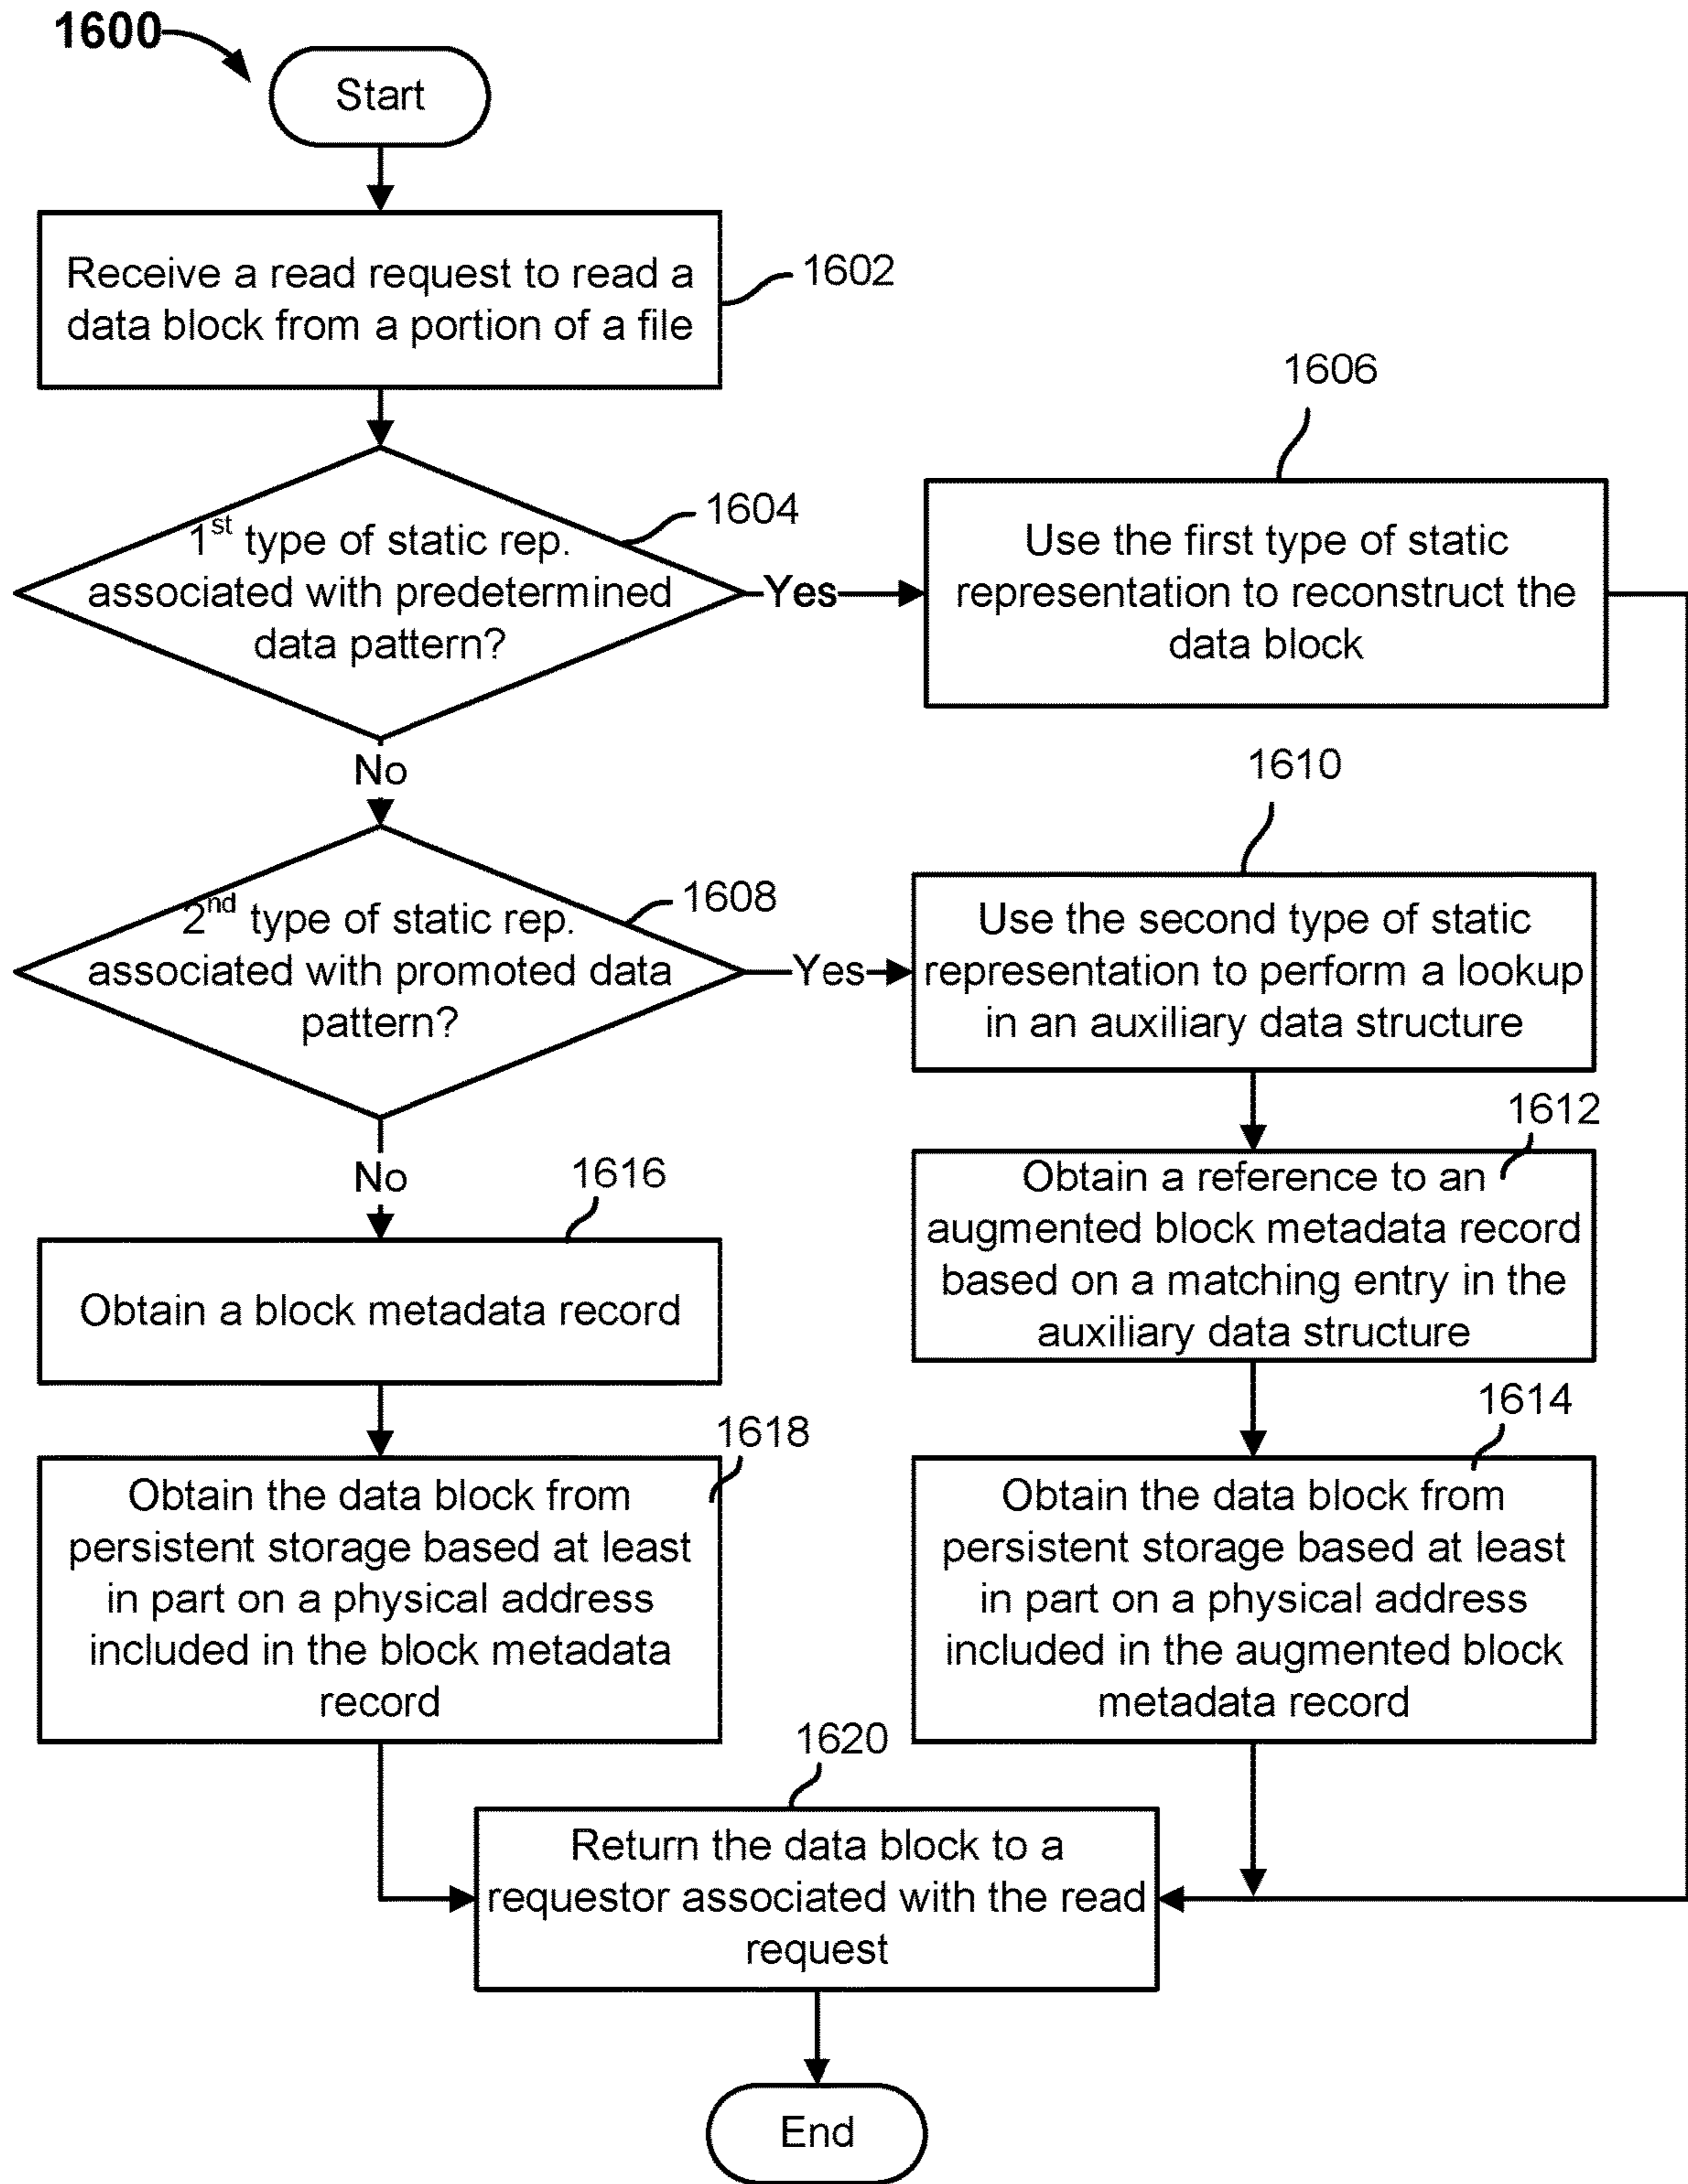 1600
Start
Receive a read request to read a
data block from a portion of a file
1602
1606
1604
1st type of static rep.
associated with predetermined
data pattern?
Yes
Use the first type of static
representation to reconstruct the
data block
No
1610
1608
2nd type of static rep.
associated with promoted data
pattern?
Yes
Use the second type of static
representation to perform a lookup
in an auxiliary data structure
1612
Obtain a reference to an
augmented block metadata record
based on a matching entry in the
auxiliary data structure
No
1616
Obtain a block metadata record
1614
1618
Obtain the data block from
persistent storage based at least
in part on a physical address
included in the block metadata
record
Obtain the data block from
persistent storage based at least
in part on a physical address
included in the augmented block
metadata record
1620
Return the data block to a
requestor associated with the read
request
End